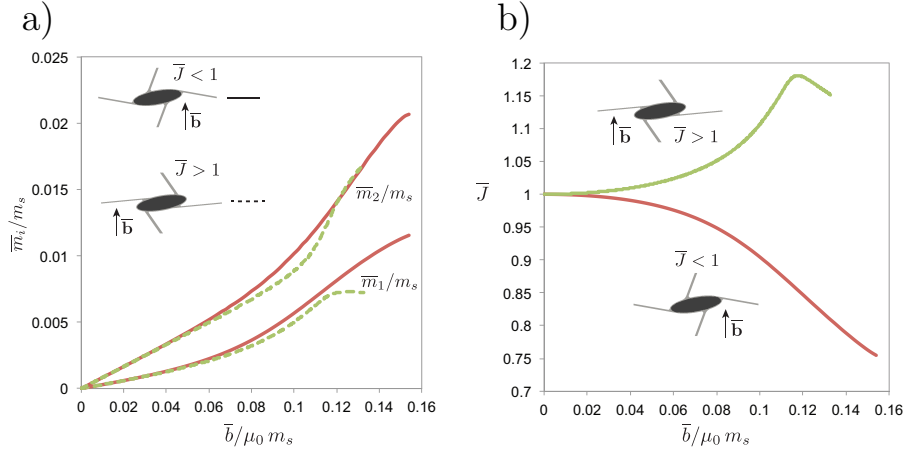 a)
0.025
0.02
0.015
0.01
0.005
0
m̅ᵢ/mₛ
J̅ < 1
b̅
J̅ > 1
b̅
m̅₂/mₛ
m̅₁/mₛ
0 0.02 0.04 0.06 0.08 0.1 0.12 0.14 0.16
b̅/μ₀ mₛ
b)
1.2
1.15
1.1
1.05
1
0.95
0.9
0.85
0.8
0.75
0.7
J̅
b̅
J̅ > 1
J̅ < 1
b̅
0 0.02 0.04 0.06 0.08 0.1 0.12 0.14 0.16
b̅/μ₀ mₛ